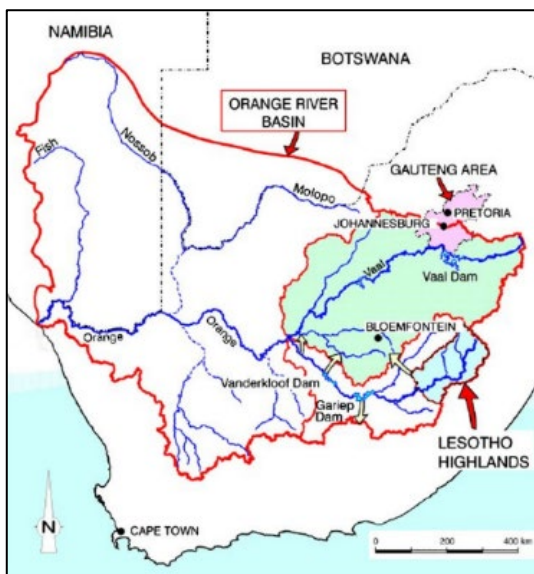 NAMIBIA
BOTSWANA
ORANGE RIVER
BASIN
Fish
Nossob
GAUTENG AREA
Molopo
PRETORIA
JOHANNESBURG
Vaal
Vaal Dam
Orange
Orange
BLOEMFONTEIN
Vanderkloof Dam
Gariep
Dam
LESOTHO
HIGHLANDS
N
CAPE TOWN
0 200 400 km